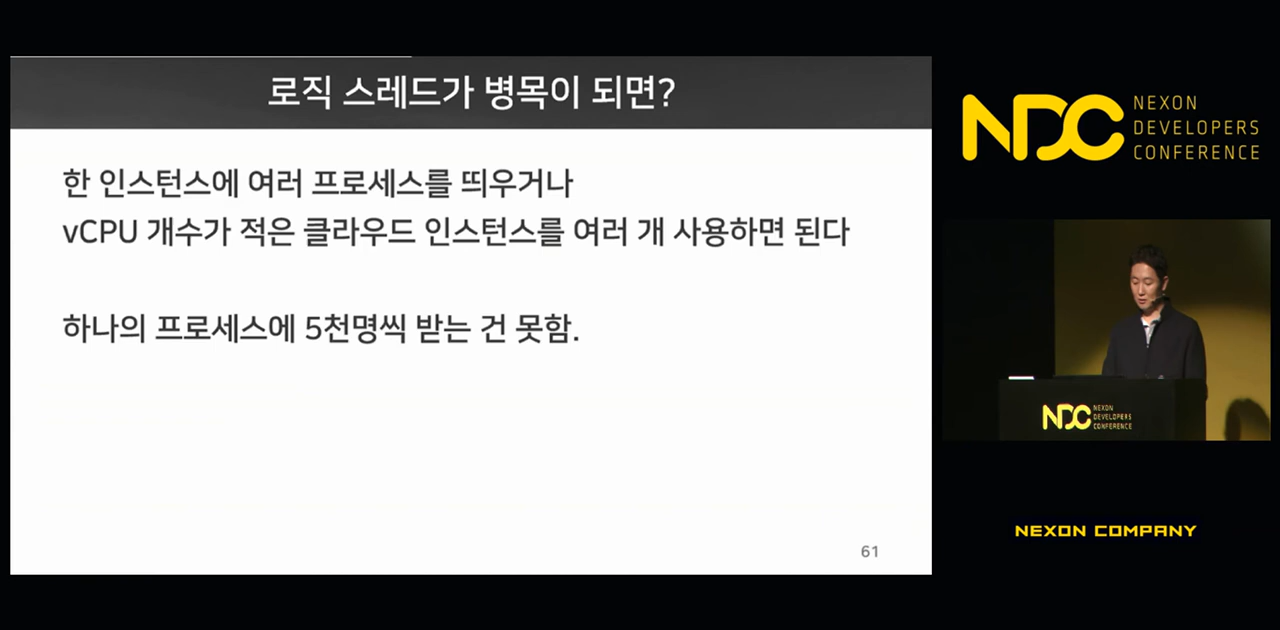 로직 스레드가 병목이 되면?
한 인스턴스에 여러 프로세스를 띄우거나
vCPU 개수가 적은 클라우드 인스턴스를 여러 개 사용하면 된다
하나의 프로세스에 5천명씩 받는 건 못함.
61
NDC
NEXON
DEVELOPERS
CONFERENCE
NDC
NEXON
DEVELOPERS
CONFERENCE
NEXON COMPANY